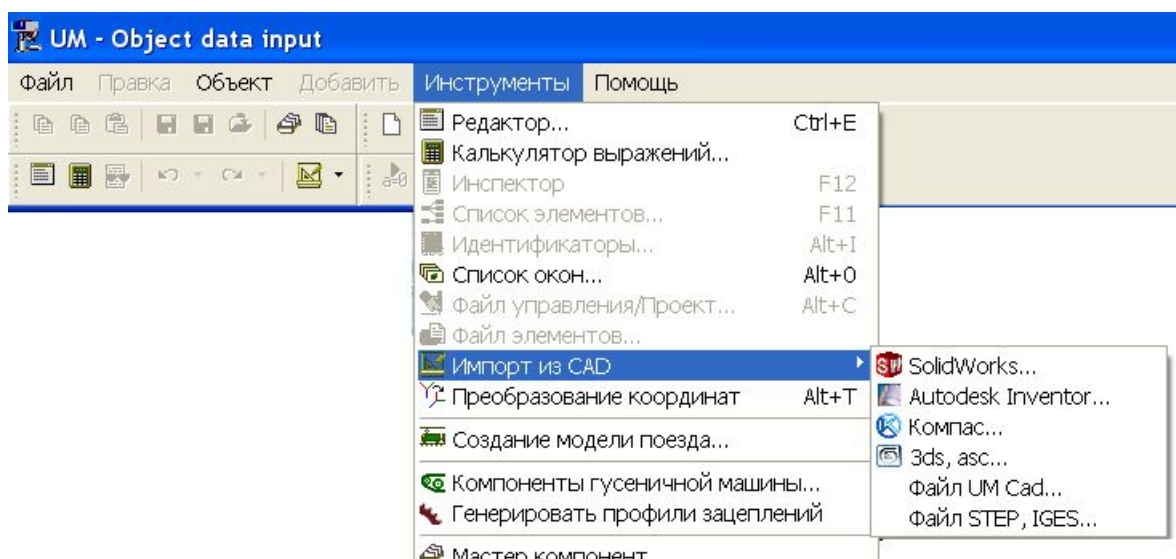 UM - Object data input
Файл Правка Объект Добавить Инструменты Помощь
a=0
Редактор... Ctrl+E
Калькулятор выражений...
Инспектор F12
Список элементов... F11
Идентификаторы... Alt+I
Список окон... Alt+0
Файл управления/Проект... Alt+C
Файл элементов...
Импорт из CAD
Преобразование координат Alt+T
Создание модели поезда...
Компоненты гусеничной машины...
Генерировать профили зацеплений
Мастер компонент
SW SolidWorks...
Autodesk Inventor...
Компас...
3ds, asc...
Файл UM Cad...
Файл STEP, IGES...